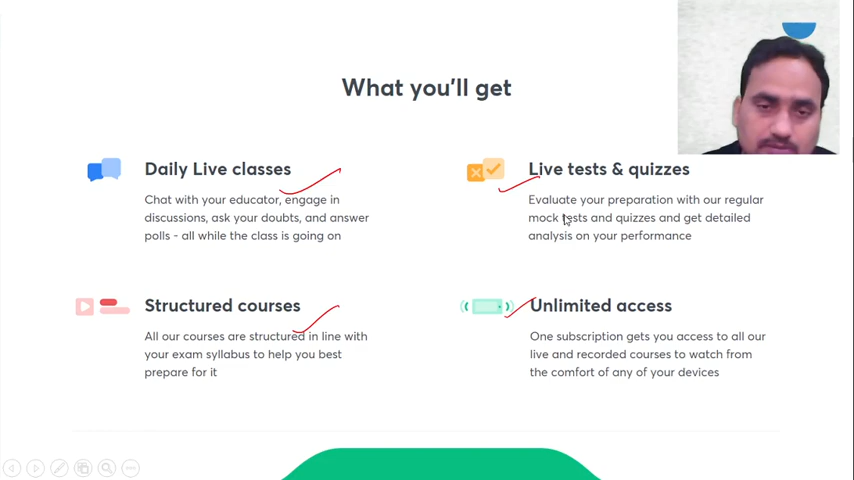 What you'll get
Daily Live classes
Chat with your educator, engage in
discussions, ask your doubts, and answer
polls - all while the class is going on
Live tests & quizzes
Evaluate your preparation with our regular
mock tests and quizzes and get detailed
analysis on your performance
Structured courses
All our courses are structured in line with
your exam syllabus to help you best
prepare for it
Unlimited access
One subscription gets you access to all our
live and recorded courses to watch from
the comfort of any of your devices